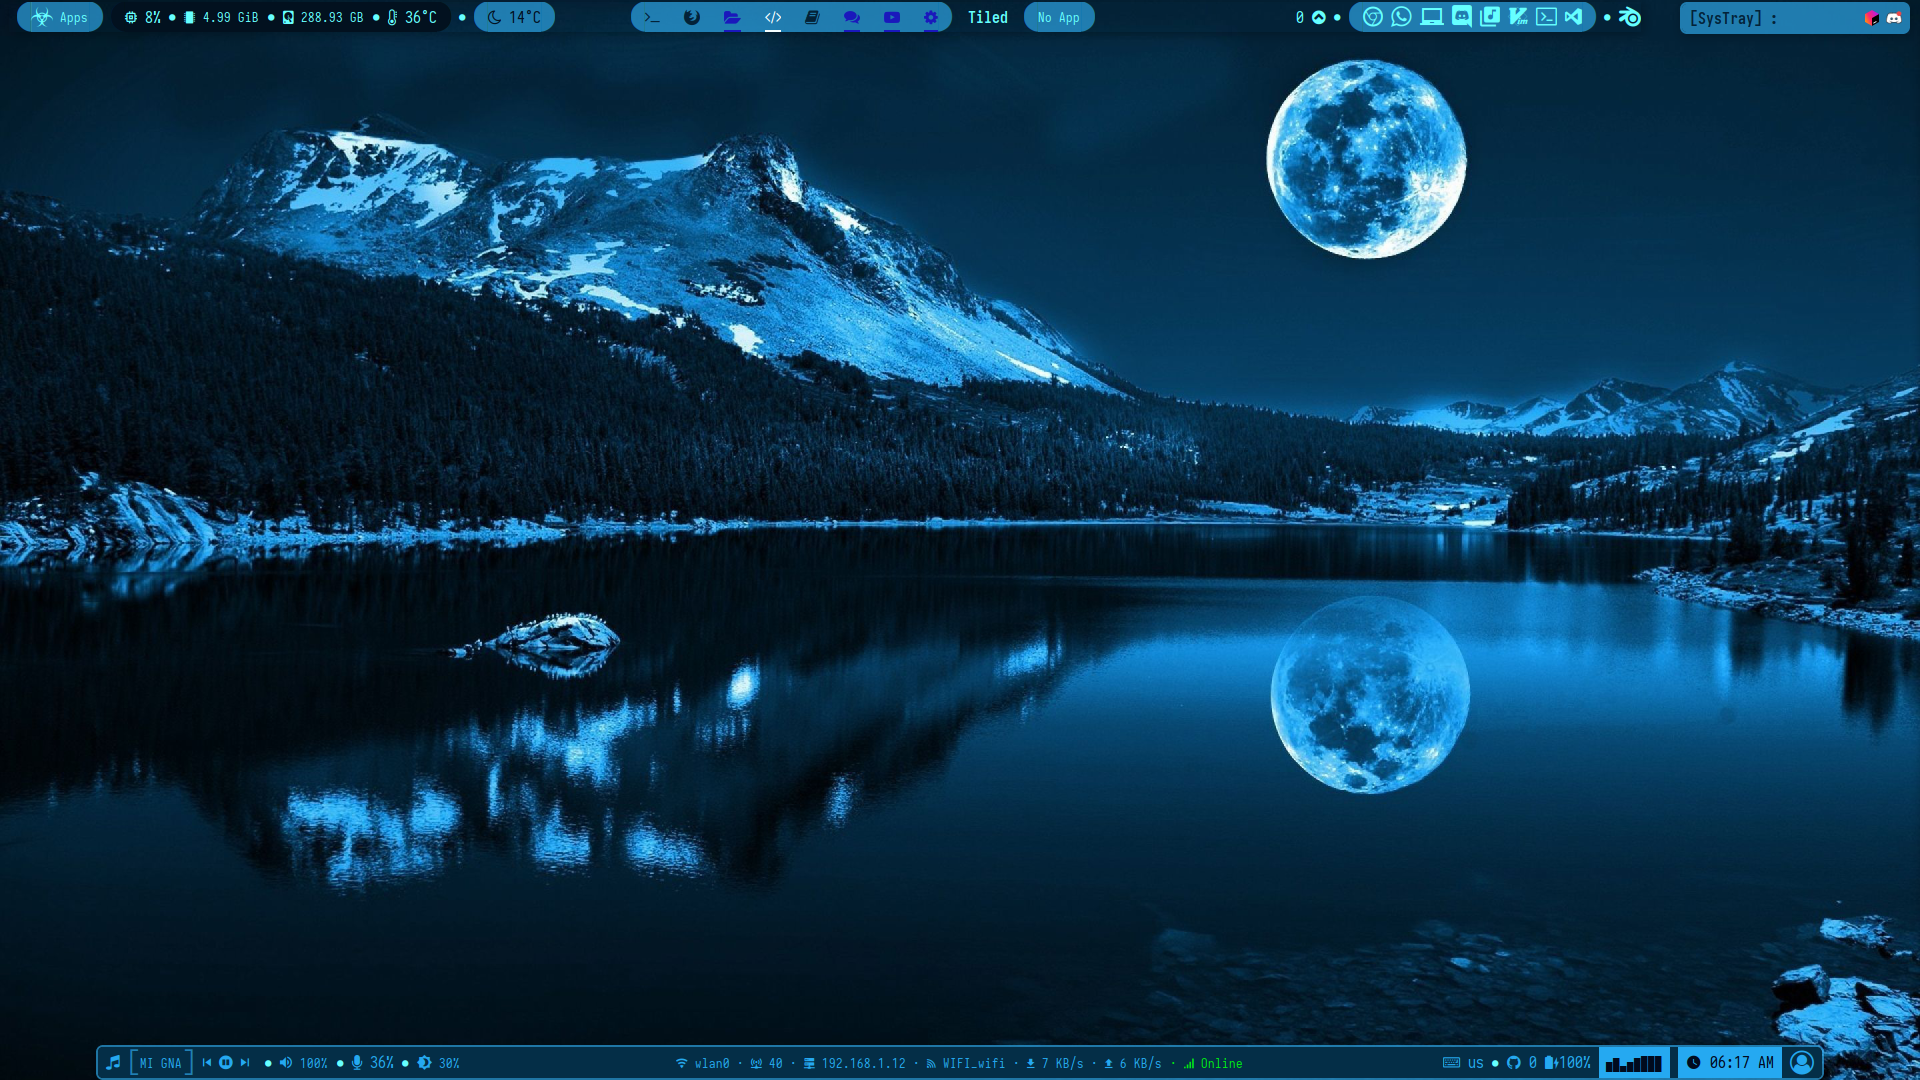 Apps 8% 4.99 GiB 288.93 GB 36°C 14°C Tiled No App 0 [SysTray] :
MI GNA 100% 36% 30% wlan0 · 40 · 192.168.1.12 · WIFI_wifi · 7 KB/s · 6 KB/s · Online us 0 100% 06:17 AM